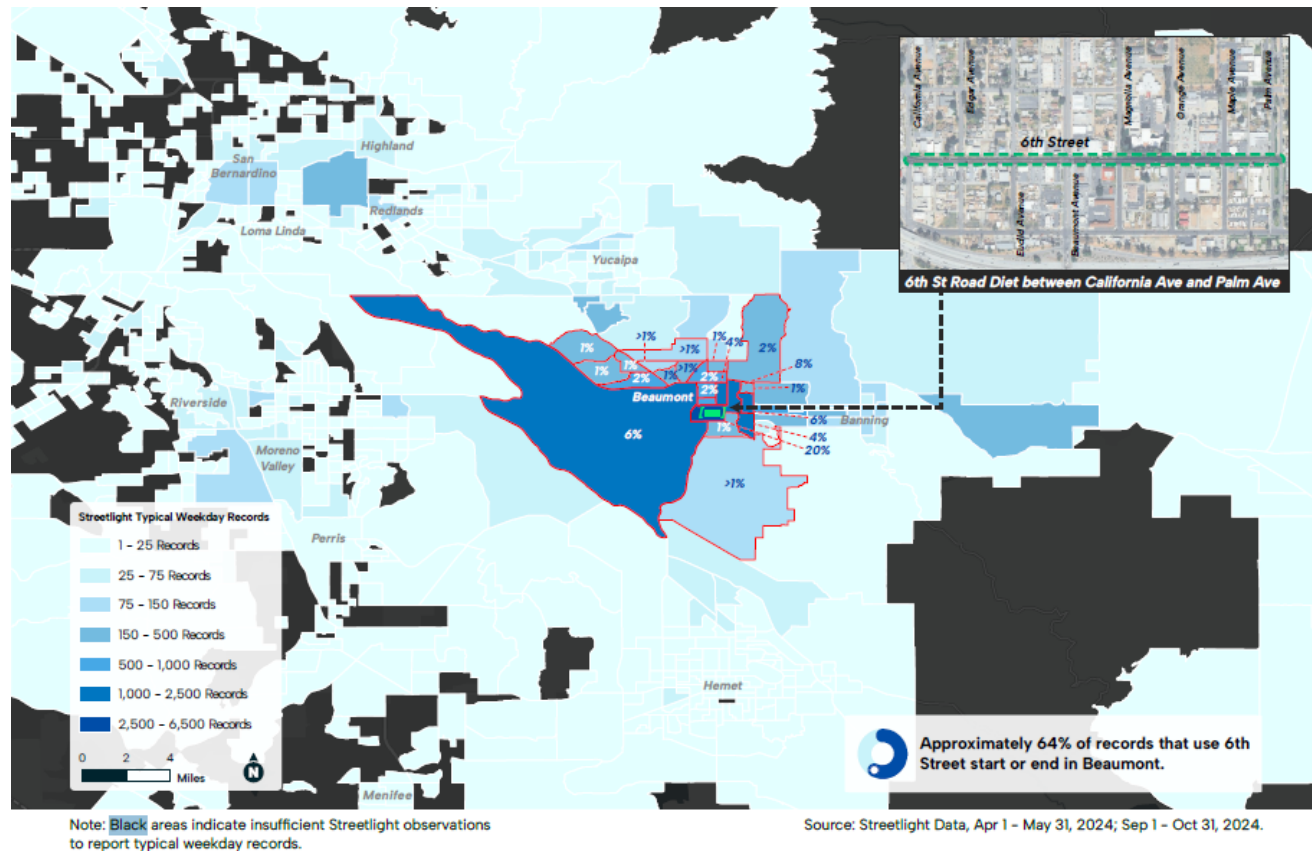 California Avenue
Edgar Avenue
Magnolia Avenue
Orange Avenue
Maple Avenue
Palm Avenue
6th Street
Euclid Avenue
Beaumont Avenue
6th St Road Diet between California Ave and Palm Ave
Highland
San
Bernardino
Redlands
Loma Linda
Yucaipa
>1%
1%
4%
1%
>1%
2%
1%
1%
>1%
8%
2%
1%
2%
2%
1%
Beaumont
Riverside
6%
Banning
6%
1%
4%
20%
Moreno
Valley
>1%
Streetlight Typical Weekday Records
1 - 25 Records
25 - 75 Records
75 - 150 Records
150 - 500 Records
500 - 1,000 Records
1,000 - 2,500 Records
2,500 - 6,500 Records
0 2 4
Miles
N
Perris
Hemet
Menifee
Approximately 64% of records that use 6th
Street start or end in Beaumont.
Note: Black areas indicate insufficient Streetlight observations
to report typical weekday records.
Source: Streetlight Data, Apr 1 - May 31, 2024; Sep 1 - Oct 31, 2024.